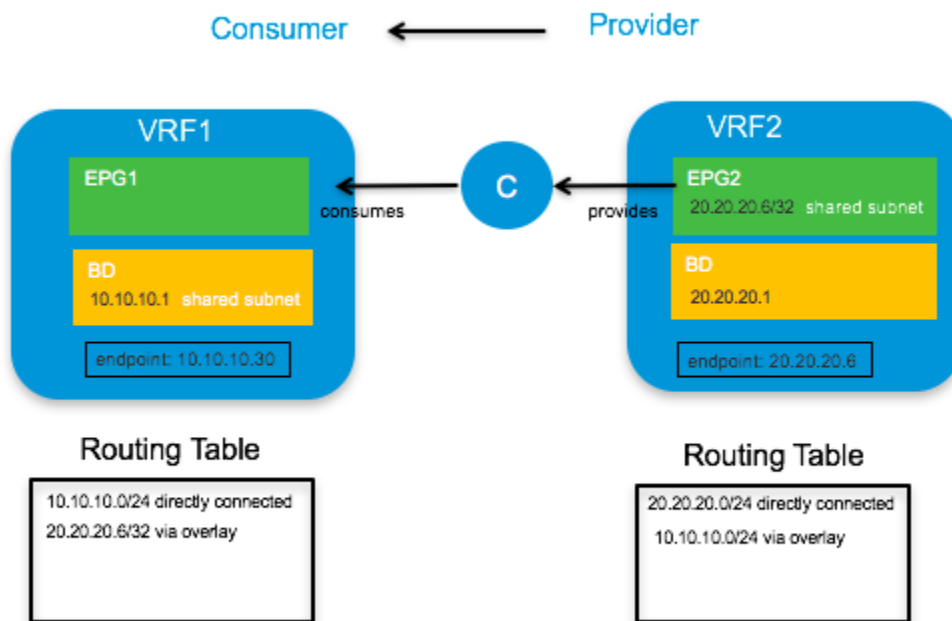 Consumer
Provider
VRF1
EPG1
BD
10.10.10.1 shared subnet
endpoint: 10.10.10.30
consumes
C
provides
VRF2
EPG2
20.20.20.6/32 shared subnet
BD
20.20.20.1
endpoint: 20.20.20.6
Routing Table
10.10.10.0/24 directly connected
20.20.20.6/32 via overlay
Routing Table
20.20.20.0/24 directly connected
10.10.10.0/24 via overlay